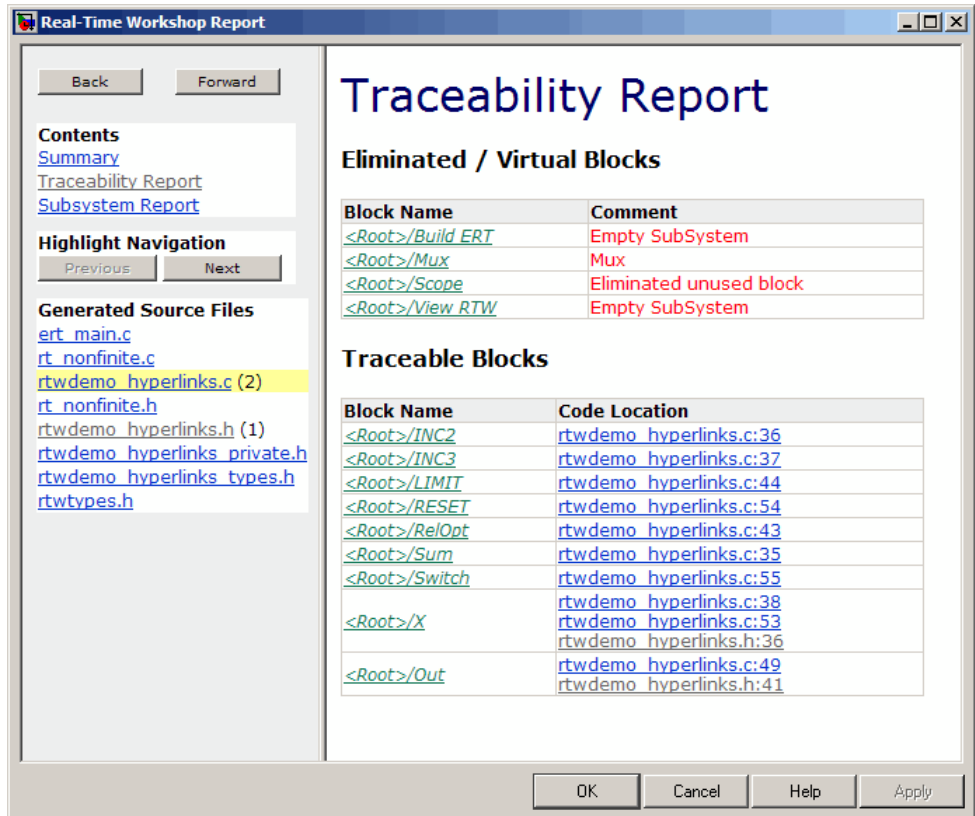 Real-Time Workshop Report
Back Forward
Contents
Summary
Traceability Report
Subsystem Report
Highlight Navigation
Previous Next
Generated Source Files
ert_main.c
rt_nonfinite.c
rtwdemo_hyperlinks.c (2)
rt_nonfinite.h
rtwdemo_hyperlinks.h (1)
rtwdemo_hyperlinks_private.h
rtwdemo_hyperlinks_types.h
rtwtypes.h
Traceability Report
Eliminated / Virtual Blocks
Block Name Comment
<Root>/Build ERT Empty SubSystem
<Root>/Mux Mux
<Root>/Scope Eliminated unused block
<Root>/View RTW Empty SubSystem
Traceable Blocks
Block Name Code Location
<Root>/INC2 rtwdemo_hyperlinks.c:36
<Root>/INC3 rtwdemo_hyperlinks.c:37
<Root>/LIMIT rtwdemo_hyperlinks.c:44
<Root>/RESET rtwdemo_hyperlinks.c:54
<Root>/RelOpt rtwdemo_hyperlinks.c:43
<Root>/Sum rtwdemo_hyperlinks.c:35
<Root>/Switch rtwdemo_hyperlinks.c:55
<Root>/X
rtwdemo_hyperlinks.c:38
rtwdemo_hyperlinks.c:53
rtwdemo_hyperlinks.h:36
<Root>/Out
rtwdemo_hyperlinks.c:49
rtwdemo_hyperlinks.h:41
OK Cancel Help Apply